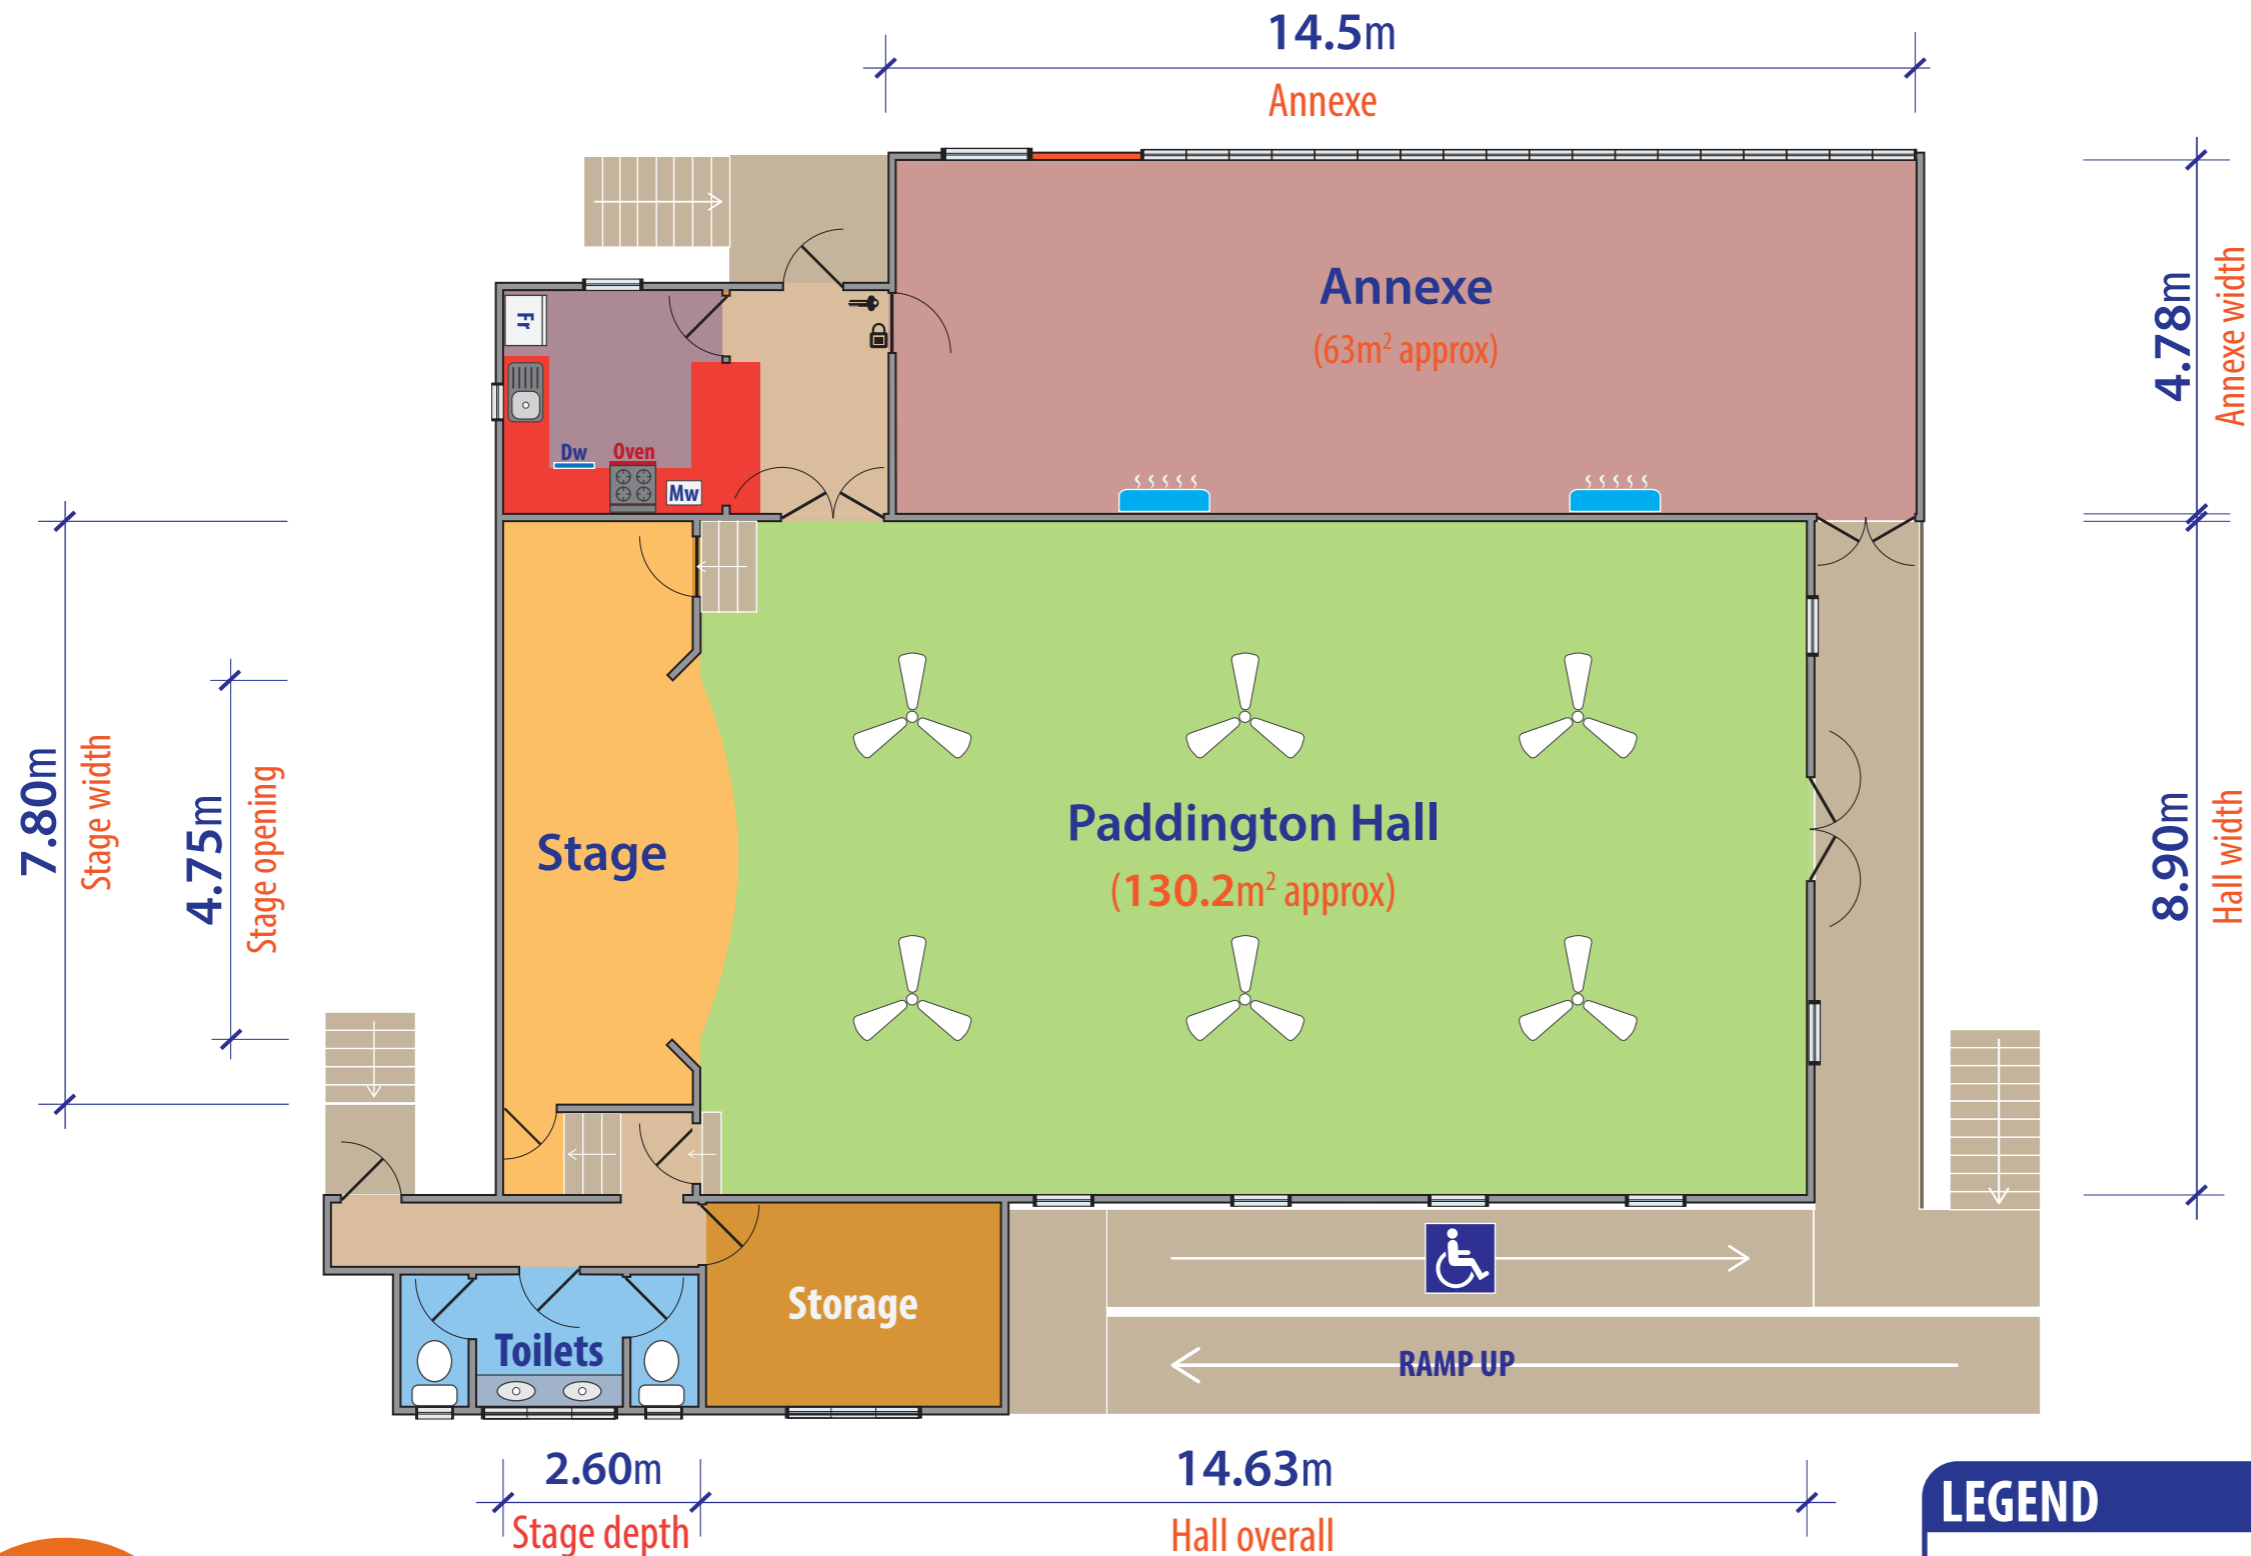 14.5m
Annexe
Annexe
(63m² approx)
4.78m
Annexe width
Fr
Dw
Oven
Mw
7.80m
Stage width
4.75m
Stage opening
Stage
Paddington Hall
(130.2m² approx)
8.90m
Hall width
Storage
Toilets
RAMP UP
2.60m
Stage depth
14.63m
Hall overall
LEGEND